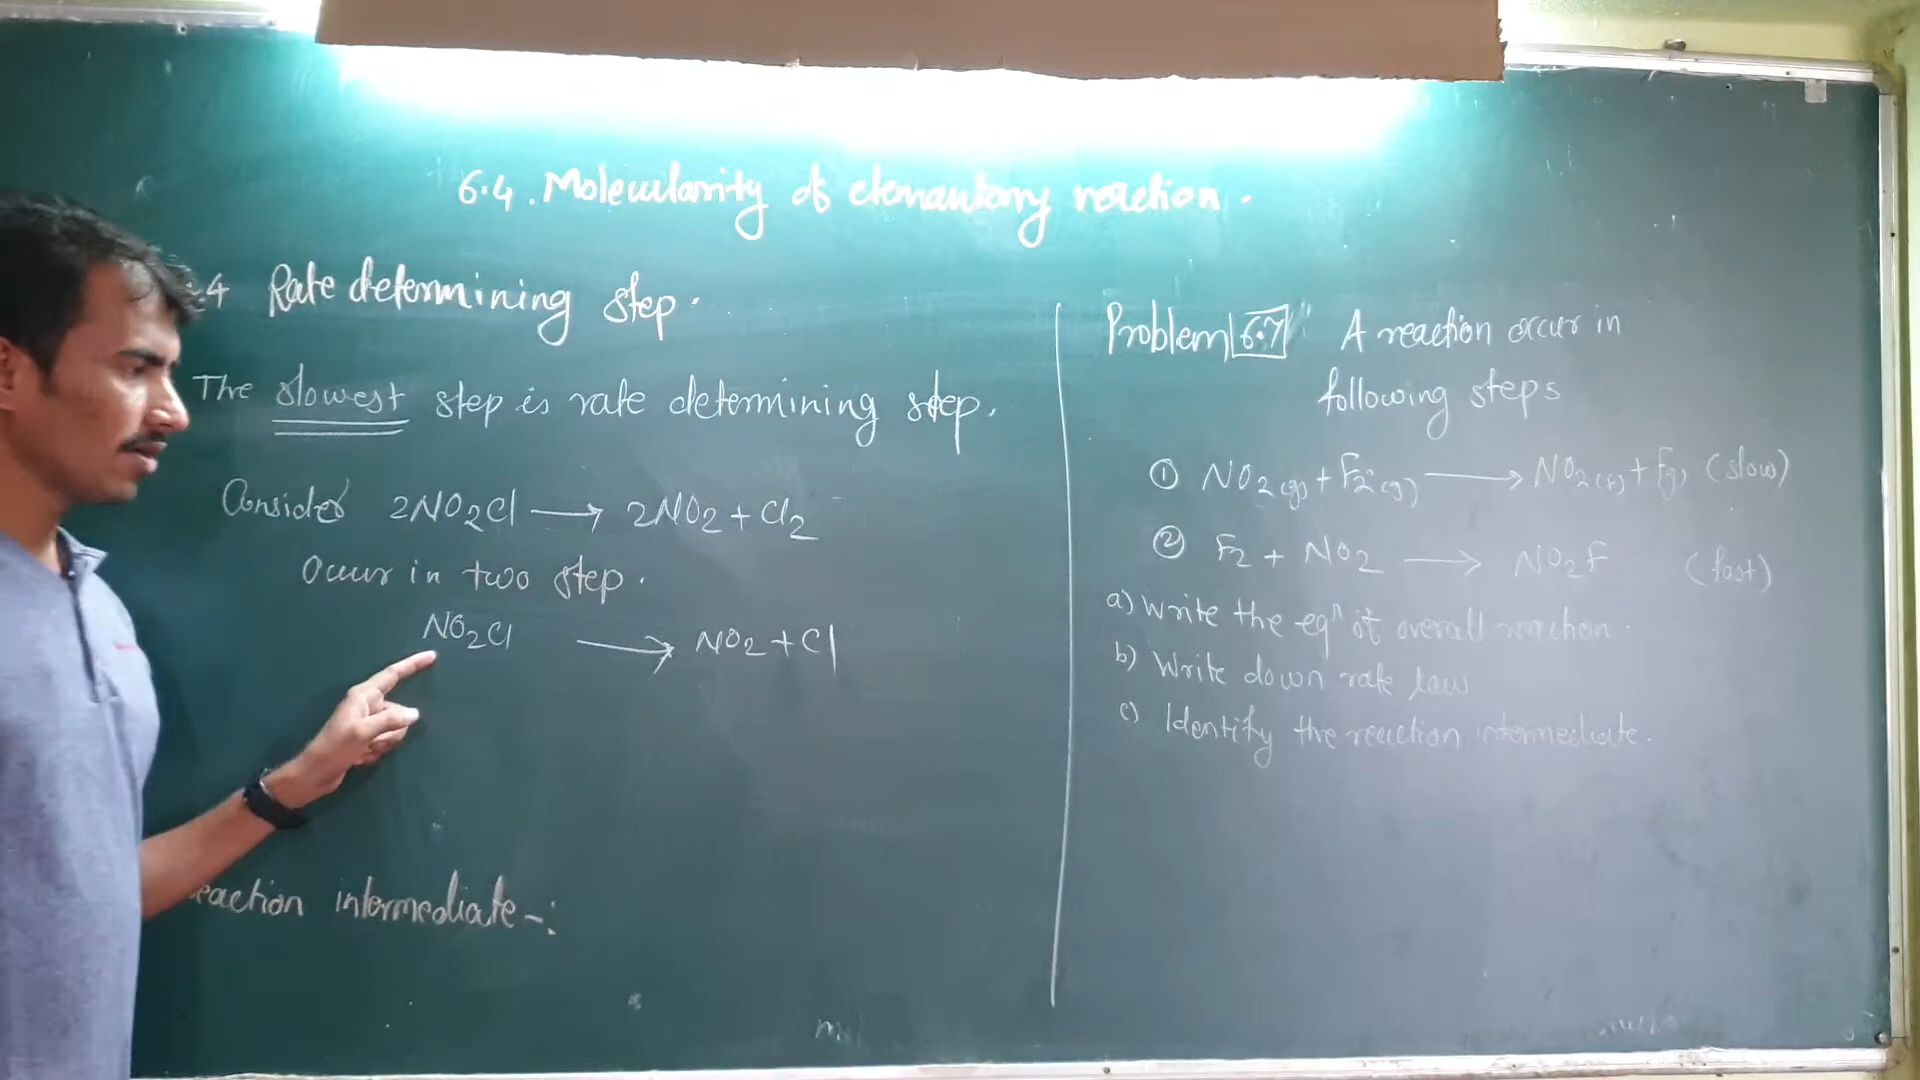 6.4. Molecularity of elemantary reaction.
.4 Rate determining step.
The slowest step is rate determining step.
Consider 2NO2Cl → 2NO2 + Cl2
Occur in two step.
NO2Cl → NO2 + Cl
eaction intermediate -:
Problem 6.7 A reaction occur in
following steps
① NO2(g) + F2(g) → NO2(F) + F(g) (slow)
② F2 + NO2 → NO2F (fast)
a) Write the eqn of overall reaction.
b) Write down rate law
c) Identify the reaction intermediate.